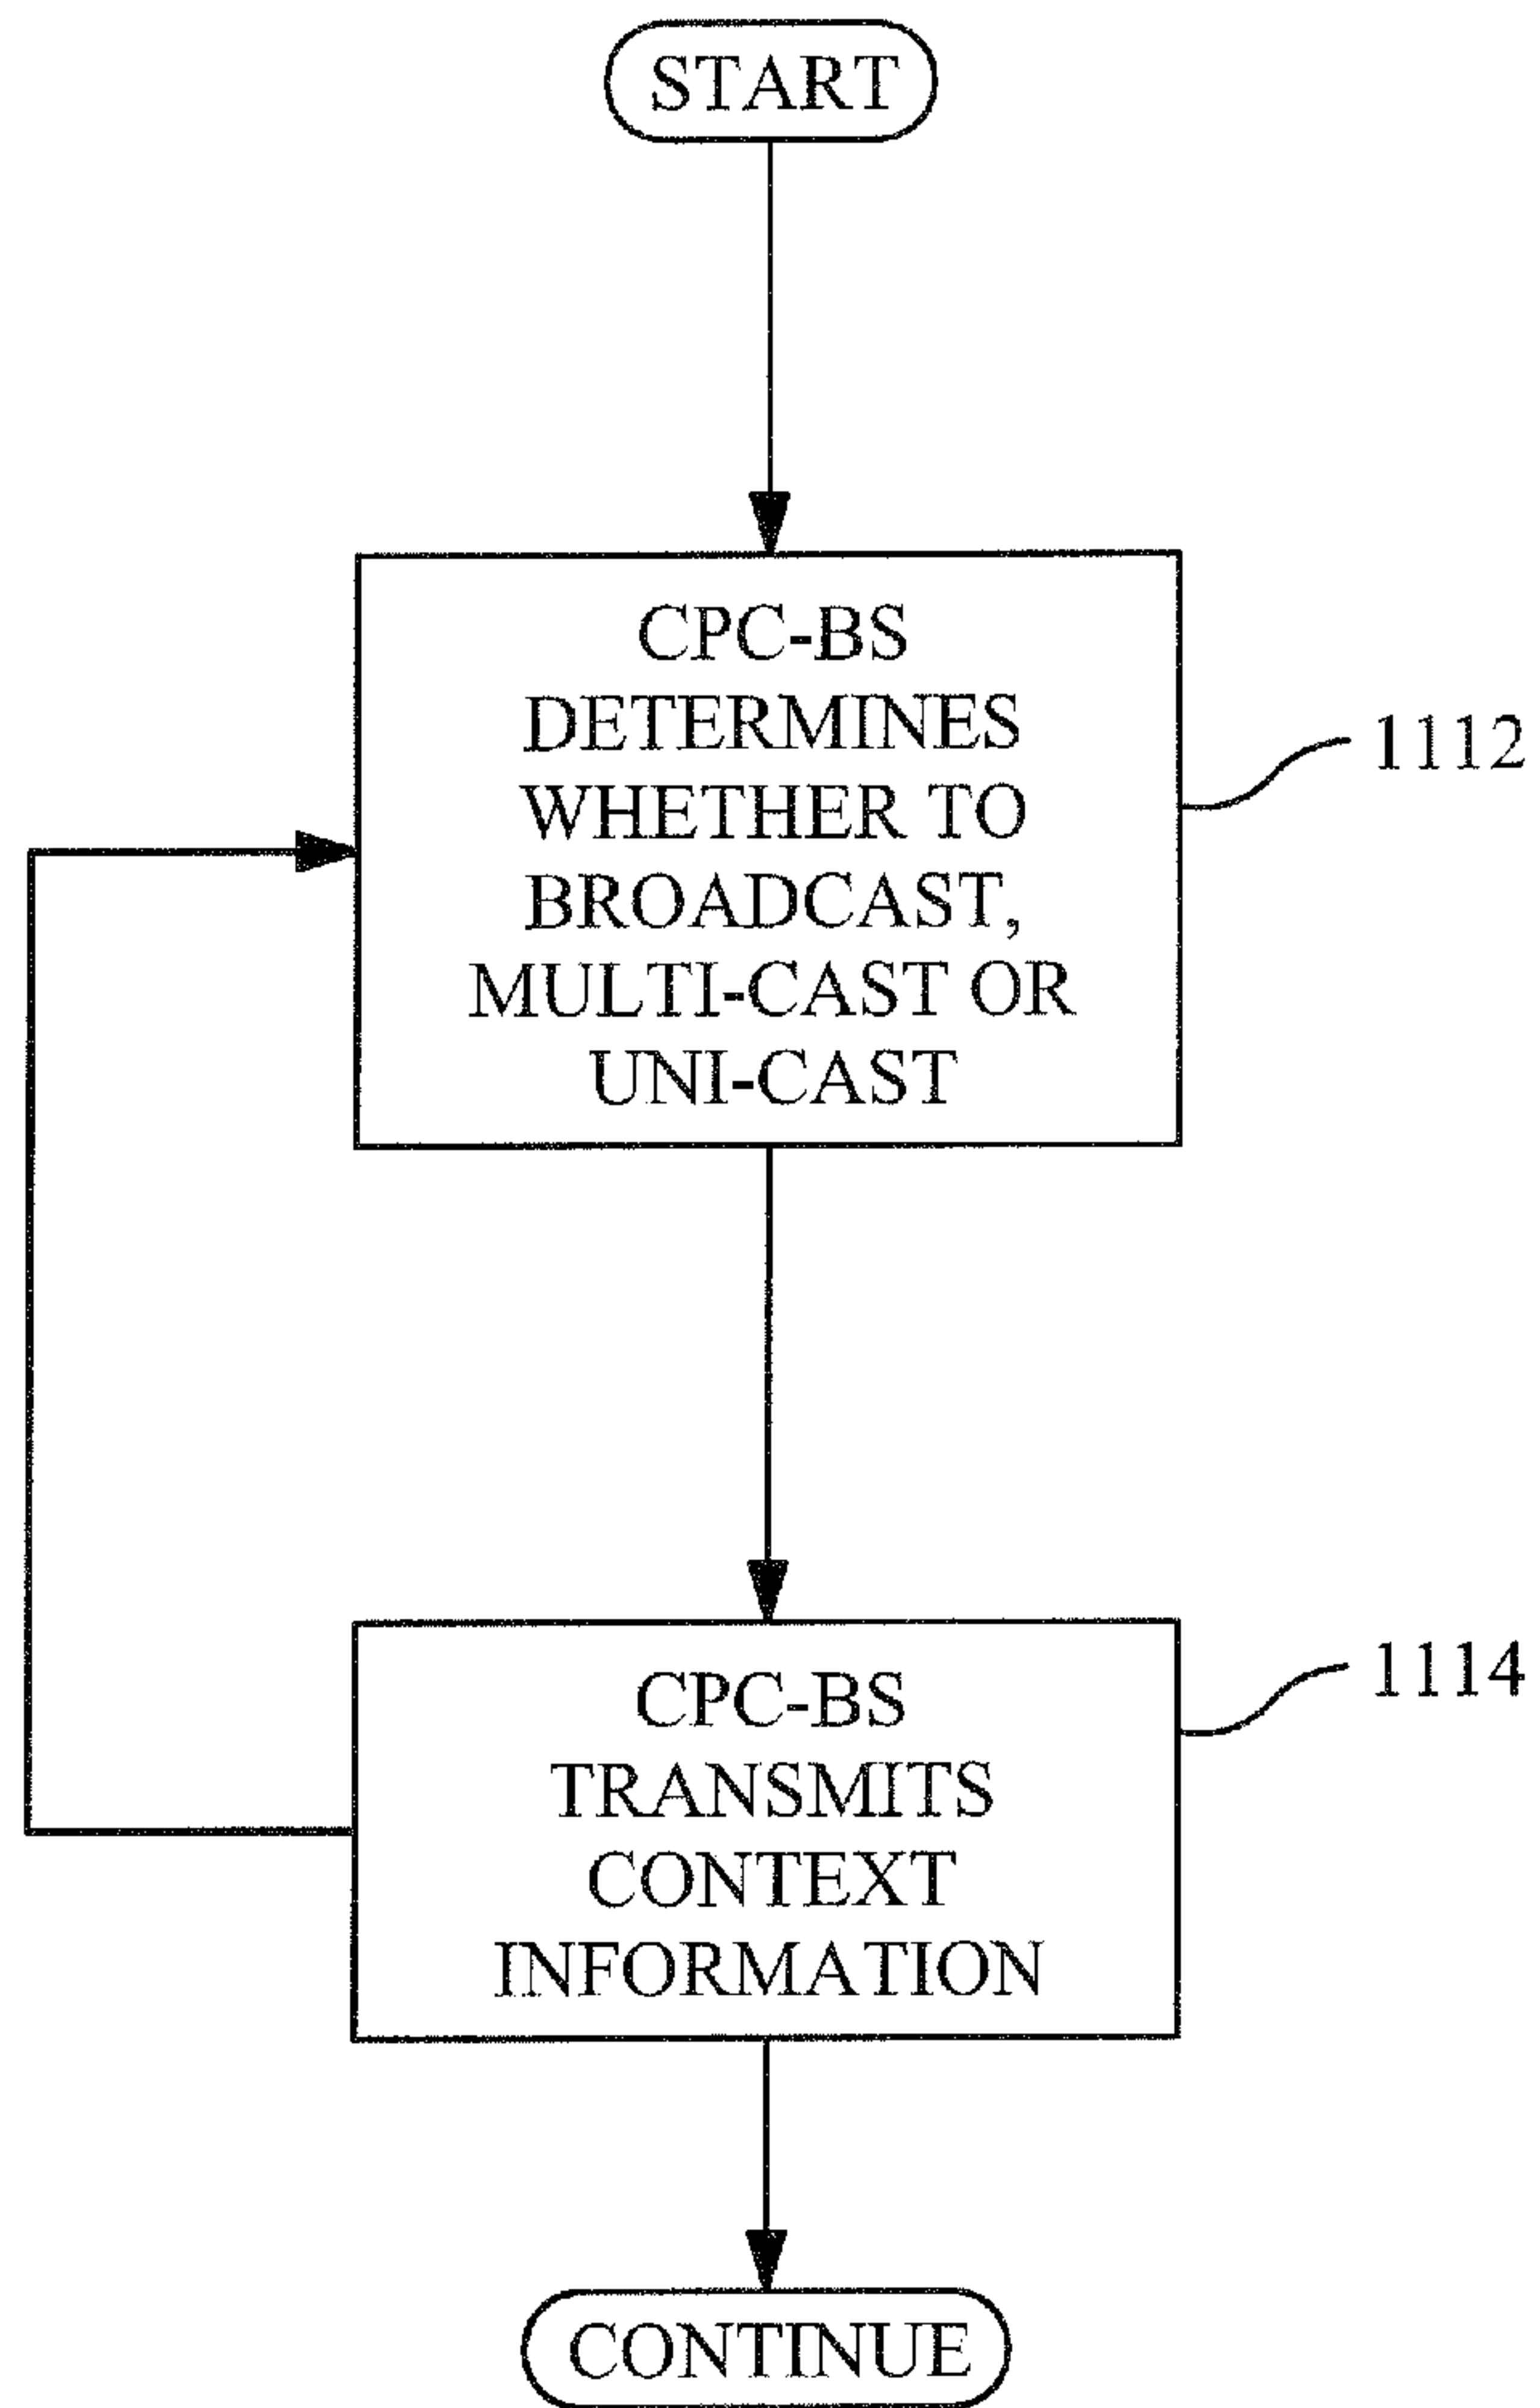 START
CPC-BS
DETERMINES
WHETHER TO
BROADCAST,
MULTI-CAST OR
UNI-CAST
1112
CPC-BS
TRANSMITS
CONTEXT
INFORMATION
1114
CONTINUE